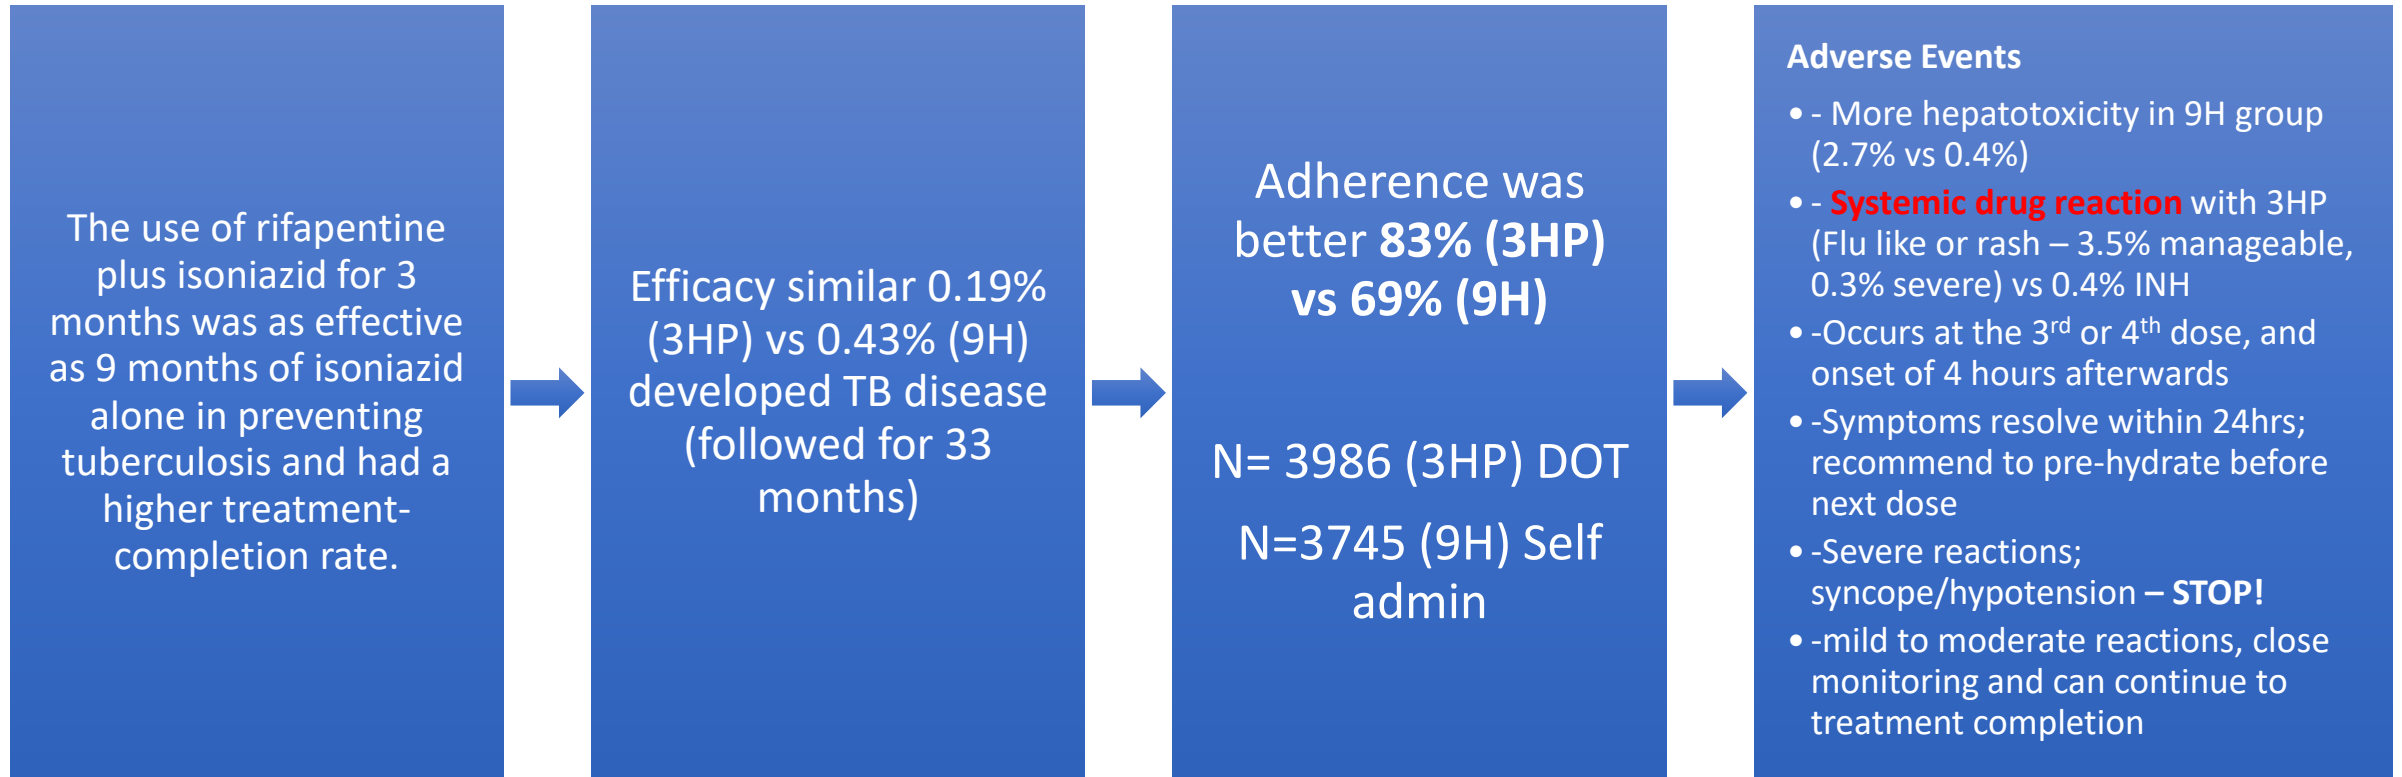 The use of rifapentine
plus isoniazid for 3
months was as effective
as 9 months of isoniazid
alone in preventing
tuberculosis and had a
higher treatment-
completion rate.
Efficacy similar 0.19%
(3HP) vs 0.43% (9H)
developed TB disease
(followed for 33
months)
Adherence was
better 83% (3HP)
vs 69% (9H)
N= 3986 (3HP) DOT
N=3745 (9H) Self
admin
Adverse Events
• - More hepatotoxicity in 9H group
(2.7% vs 0.4%)
• - Systemic drug reaction with 3HP
(Flu like or rash – 3.5% manageable,
0.3% severe) vs 0.4% INH
• -Occurs at the 3rd or 4th dose, and
onset of 4 hours afterwards
• -Symptoms resolve within 24hrs;
recommend to pre-hydrate before
next dose
• -Severe reactions;
syncope/hypotension – STOP!
• -mild to moderate reactions, close
monitoring and can continue to
treatment completion